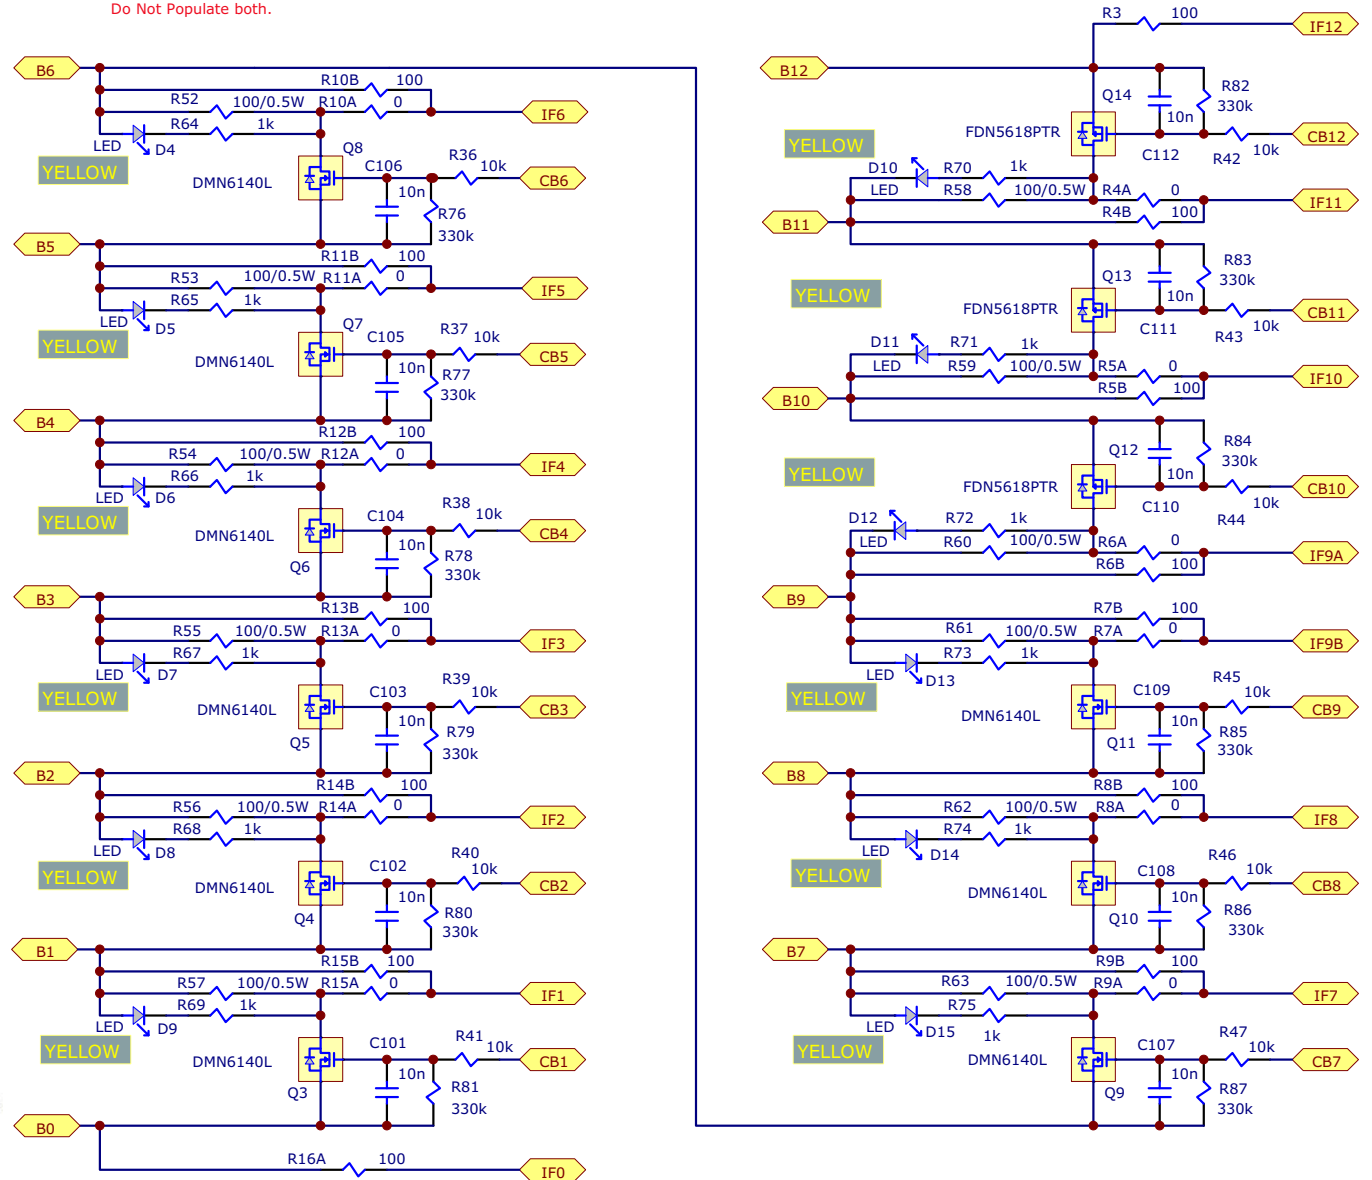 Do Not Populate both.
B6
R10B 100
R52 100/0.5W R10A 0 IF6
R64 1k
LED D4
YELLOW
Q8 C106 R36 10k CB6
DMN6140L 10n R76 330k
B5
R11B 100
R53 100/0.5W R11A 0 IF5
R65 1k
LED D5
YELLOW
Q7 C105 R37 10k CB5
DMN6140L 10n R77 330k
B4
R12B 100
R54 100/0.5W R12A 0 IF4
R66 1k
LED D6
YELLOW
C104 R38 10k CB4
DMN6140L 10n R78 330k
Q6
B3
R13B 100
R55 100/0.5W R13A 0 IF3
R67 1k
LED D7
YELLOW
C103 R39 10k CB3
DMN6140L 10n R79 330k
Q5
B2
R14B 100
R56 100/0.5W R14A 0 IF2
R68 1k
LED D8
YELLOW
C102 R40 10k CB2
DMN6140L 10n R80 330k
Q4
B1
R15B 100
R57 100/0.5W R15A 0 IF1
R69 1k
LED D9
YELLOW
C101 R41 10k CB1
DMN6140L 10n R81 330k
Q3
B0
R16A 100 IF0
R3 100 IF12
B12
Q14 R82 330k
FDN5618PTR 10n CB12
C112 R42 10k
YELLOW
D10 R70 1k
LED R58 100/0.5W R4A 0 IF11
B11 R4B 100
Q13 R83 330k
FDN5618PTR 10n CB11
C111 R43 10k
YELLOW
D11 R71 1k
LED R59 100/0.5W R5A 0 IF10
B10 R5B 100
Q12 R84 330k
FDN5618PTR 10n CB10
C110 R44 10k
YELLOW
D12 R72 1k
LED R60 100/0.5W R6A 0 IF9A
R6B 100
B9
R7B 100
R61 100/0.5W R7A 0 IF9B
R73 1k
LED D13
YELLOW
C109 R45 10k CB9
DMN6140L 10n R85 330k
Q11
B8
R8B 100
R62 100/0.5W R8A 0 IF8
R74 1k
LED D14
YELLOW
C108 R46 10k CB8
DMN6140L 10n R86 330k
Q10
B7
R9B 100
R63 100/0.5W R9A 0 IF7
R75 1k
LED D15
YELLOW
C107 R47 10k CB7
DMN6140L 10n R87 330k
Q9